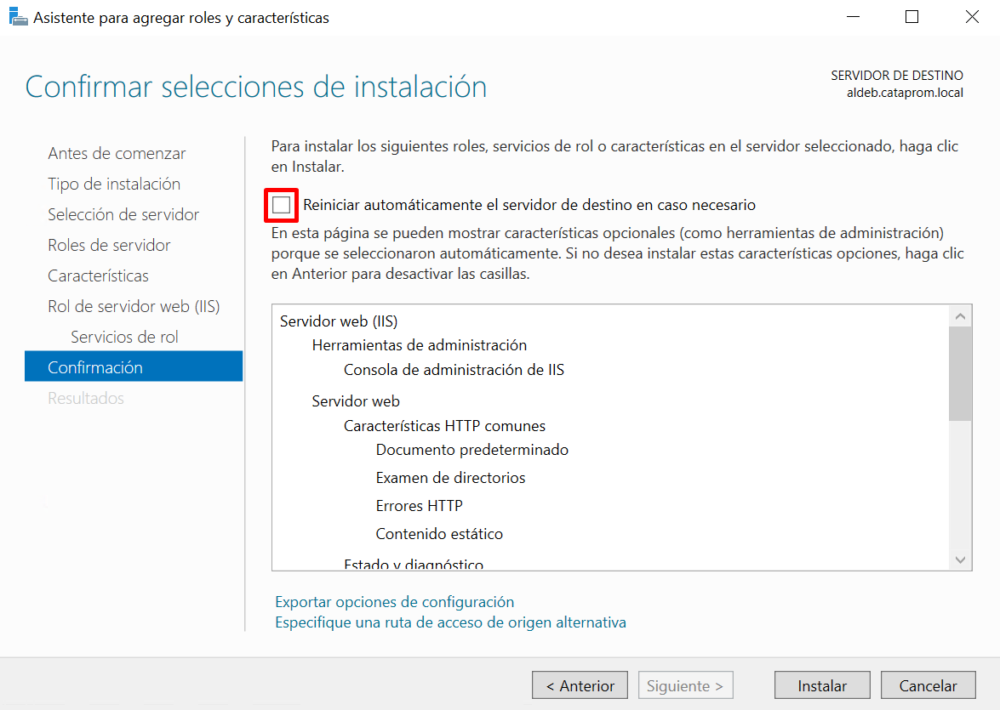 Asistente para agregar roles y características
Confirmar selecciones de instalación
SERVIDOR DE DESTINO
aldeb.cataprom.local
Antes de comenzar
Tipo de instalación
Selección de servidor
Roles de servidor
Características
Rol de servidor web (IIS)
Servicios de rol
Confirmación
Resultados
Para instalar los siguientes roles, servicios de rol o características en el servidor seleccionado, haga clic
en Instalar.
Reiniciar automáticamente el servidor de destino en caso necesario
En esta página se pueden mostrar características opcionales (como herramientas de administración)
porque se seleccionaron automáticamente. Si no desea instalar estas características opciones, haga clic
en Anterior para desactivar las casillas.
Servidor web (IIS)
Herramientas de administración
Consola de administración de IIS
Servidor web
Características HTTP comunes
Documento predeterminado
Examen de directorios
Errores HTTP
Contenido estático
Estado y diagnóstico
Exportar opciones de configuración
Especifique una ruta de acceso de origen alternativa
< Anterior
Siguiente >
Instalar
Cancelar